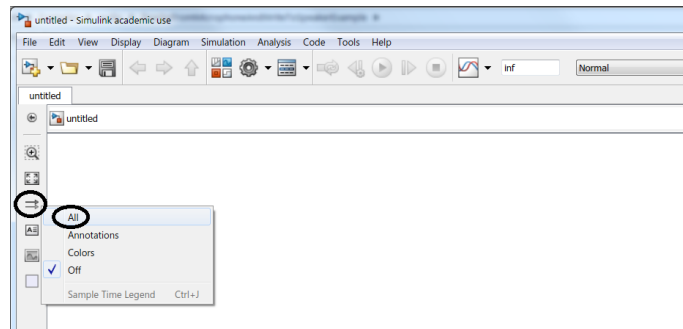 untitled - Simulink academic use
File Edit View Display Diagram Simulation Analysis Code Tools Help
inf Normal
untitled
untitled
All
Annotations
Colors
Off
Sample Time Legend Ctrl+J